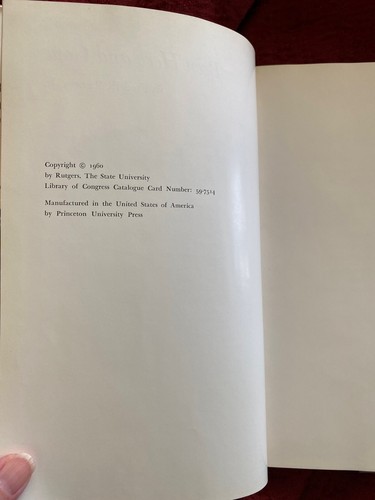 Copyright © 1960
by Rutgers. The State University
Library of Congress Catalogue Card Number: 59-7514
Manufactured in the United States of America
by Princeton University Press